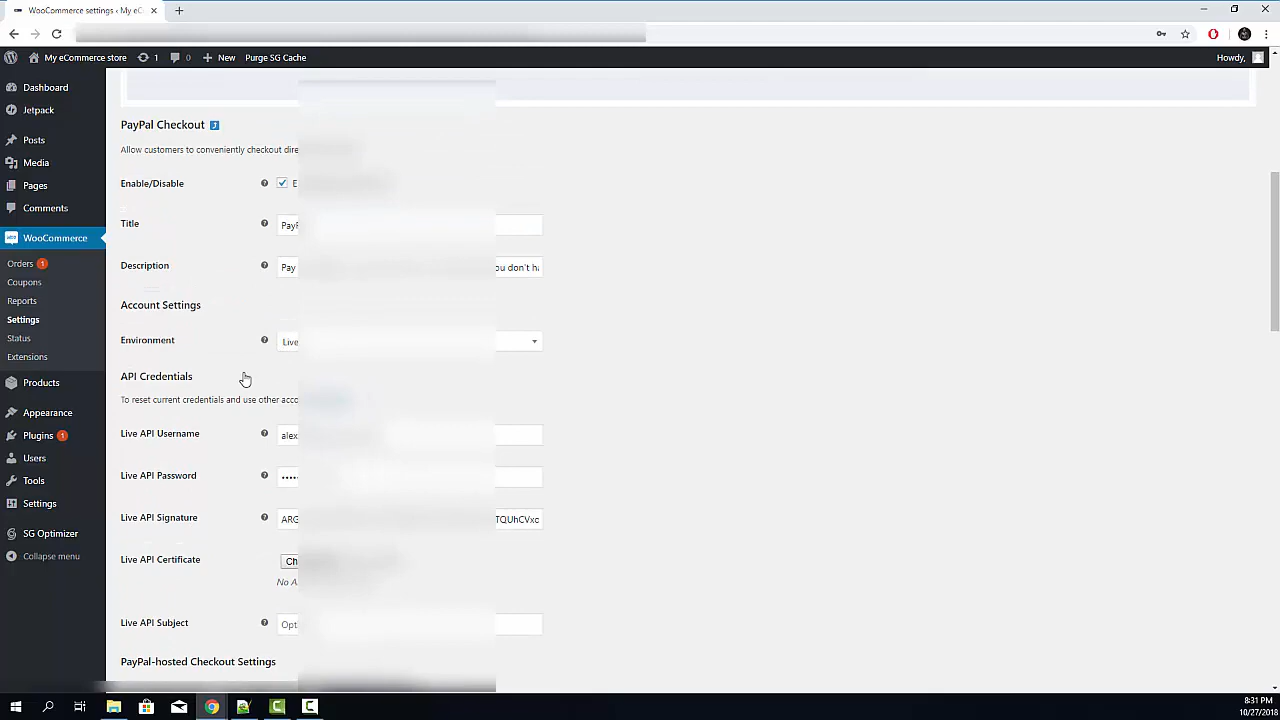 WooCommerce settings ‹ My eC
My eCommerce store
1
0
New
Purge SG Cache
Howdy,
Dashboard
Jetpack
Posts
Media
Pages
Comments
WooCommerce
Orders 1
Coupons
Reports
Settings
Status
Extensions
Products
Appearance
Plugins 1
Users
Tools
Settings
SG Optimizer
Collapse menu
PayPal Checkout
Allow customers to conveniently checkout dire
Enable/Disable
E
Title
PayP
Description
Pay
ou don't ha
Account Settings
Environment
Live
API Credentials
To reset current credentials and use other acco
Live API Username
alex
Live API Password
••••
Live API Signature
ARG
TQUhCVxc
Live API Certificate
Ch
No A
Live API Subject
Opt
PayPal-hosted Checkout Settings
8:31 PM
10/27/2018